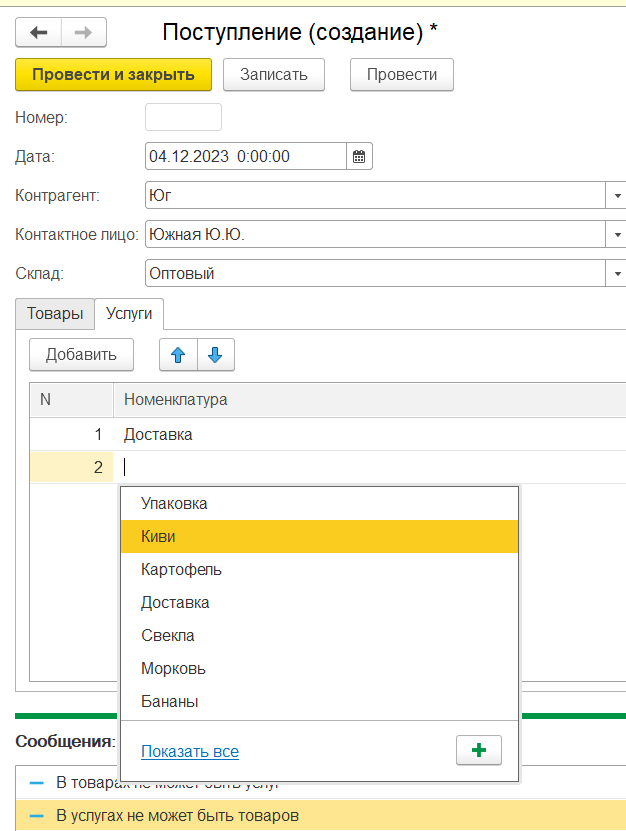 Поступление (создание) *
Провести и закрыть Записать Провести
Номер:
Дата: 04.12.2023 0:00:00
Контрагент: Юг
Контактное лицо: Южная Ю.Ю.
Склад: Оптовый
Товары Услуги
Добавить
N Номенклатура
1 Доставка
2
Упаковка
Киви
Картофель
Доставка
Свекла
Морковь
Бананы
Показать все
Сообщения:
В товарах не может быть услуг
В услугах не может быть товаров